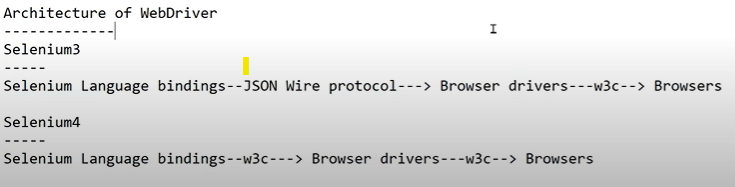 Architecture of WebDriver
-------------
Selenium3
-----
Selenium Language bindings--JSON Wire protocol---> Browser drivers---w3c--> Browsers
Selenium4
-----
Selenium Language bindings--w3c---> Browser drivers---w3c--> Browsers